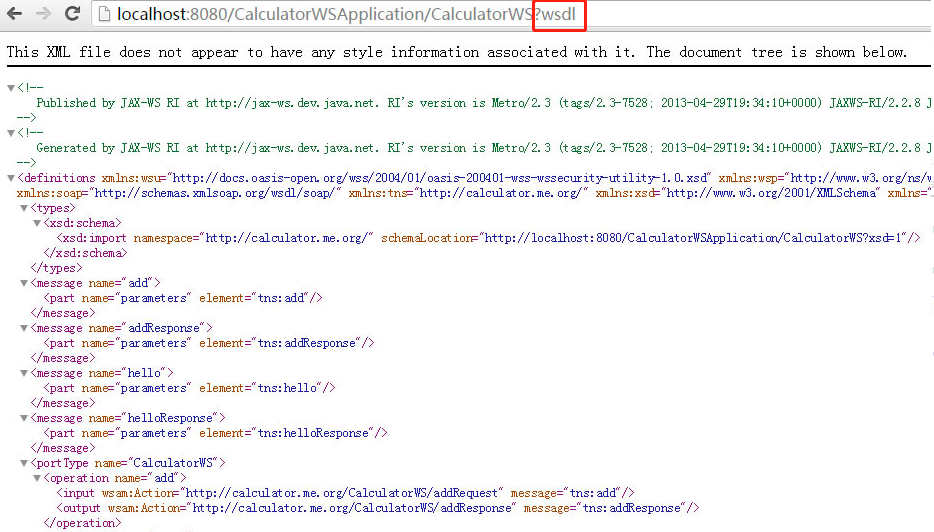 localhost:8080/CalculatorWSApplication/CalculatorWS?wsdl
This XML file does not appear to have any style information associated with it. The document tree is shown below.
▼<!--
Published by JAX-WS RI at http://jax-ws.dev.java.net. RI's version is Metro/2.3 (tags/2.3-7528; 2013-04-29T19:34:10+0000) JAXWS-RI/2.2.8 J
-->
▼<!--
Generated by JAX-WS RI at http://jax-ws.dev.java.net. RI's version is Metro/2.3 (tags/2.3-7528; 2013-04-29T19:34:10+0000) JAXWS-RI/2.2.8 J
-->
▼<definitions xmlns:wsu="http://docs.oasis-open.org/wss/2004/01/oasis-200401-wss-wssecurity-utility-1.0.xsd" xmlns:wsp="http://www.w3.org/ns/w
xmlns:soap="http://schemas.xmlsoap.org/wsdl/soap/" xmlns:tns="http://calculator.me.org/" xmlns:xsd="http://www.w3.org/2001/XMLSchema" xmlns=
▼<types>
▼<xsd:schema>
<xsd:import namespace="http://calculator.me.org/" schemaLocation="http://localhost:8080/CalculatorWSApplication/CalculatorWS?xsd=1"/>
</xsd:schema>
</types>
▼<message name="add">
<part name="parameters" element="tns:add"/>
</message>
▼<message name="addResponse">
<part name="parameters" element="tns:addResponse"/>
</message>
▼<message name="hello">
<part name="parameters" element="tns:hello"/>
</message>
▼<message name="helloResponse">
<part name="parameters" element="tns:helloResponse"/>
</message>
▼<portType name="CalculatorWS">
▼<operation name="add">
<input wsam:Action="http://calculator.me.org/CalculatorWS/addRequest" message="tns:add"/>
<output wsam:Action="http://calculator.me.org/CalculatorWS/addResponse" message="tns:addResponse"/>
</operation>